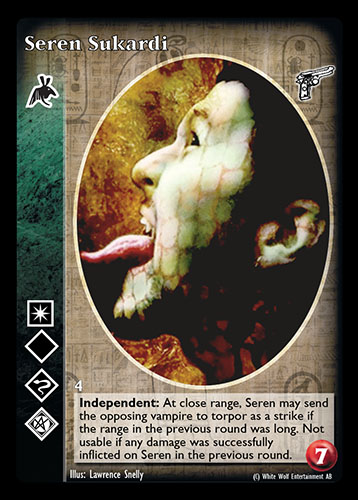 Seren Sukardi
4
Independent: At close range, Seren may send
the opposing vampire to torpor as a strike if
the range in the previous round was long. Not
usable if any damage was successfully
inflicted on Seren in the previous round.
7
Illus: Lawrence Snelly
(C) White Wolf Entertainment AB